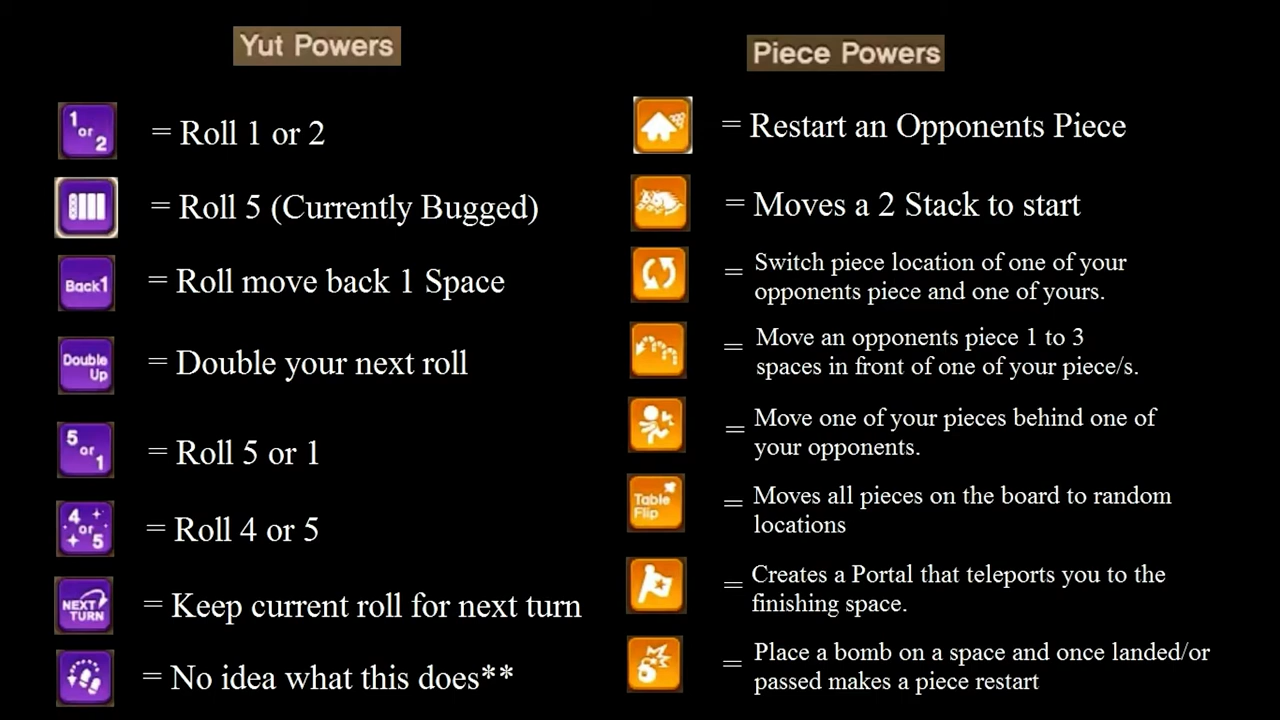 Yut Powers
1 or 2
= Roll 1 or 2
= Roll 5 (Currently Bugged)
Back1
= Roll move back 1 Space
Double Up
= Double your next roll
5 or 1
= Roll 5 or 1
4 or 5
= Roll 4 or 5
NEXT TURN
= Keep current roll for next turn
= No idea what this does**
Piece Powers
= Restart an Opponents Piece
= Moves a 2 Stack to start
= Switch piece location of one of your
opponents piece and one of yours.
= Move an opponents piece 1 to 3
spaces in front of one of your piece/s.
= Move one of your pieces behind one of
your opponents.
Table Flip
= Moves all pieces on the board to random
locations
= Creates a Portal that teleports you to the
finishing space.
= Place a bomb on a space and once landed/or
passed makes a piece restart